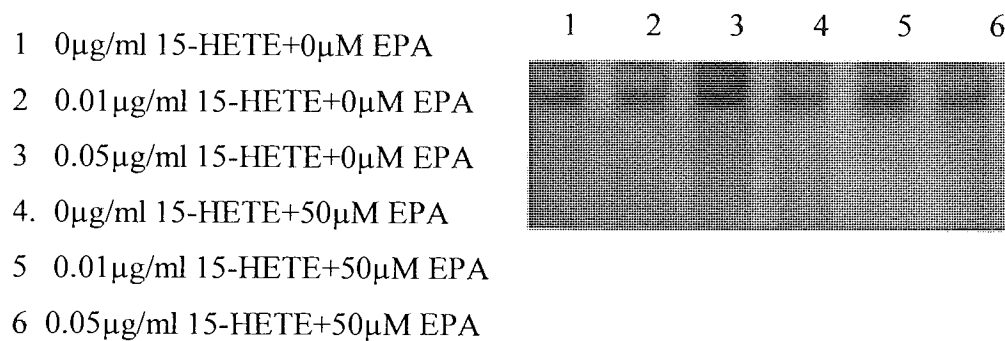 1 0μg/ml 15-HETE+0μM EPA
2 0.01μg/ml 15-HETE+0μM EPA
3 0.05μg/ml 15-HETE+0μM EPA
4. 0μg/ml 15-HETE+50μM EPA
5 0.01μg/ml 15-HETE+50μM EPA
6 0.05μg/ml 15-HETE+50μM EPA
1 2 3 4 5 6